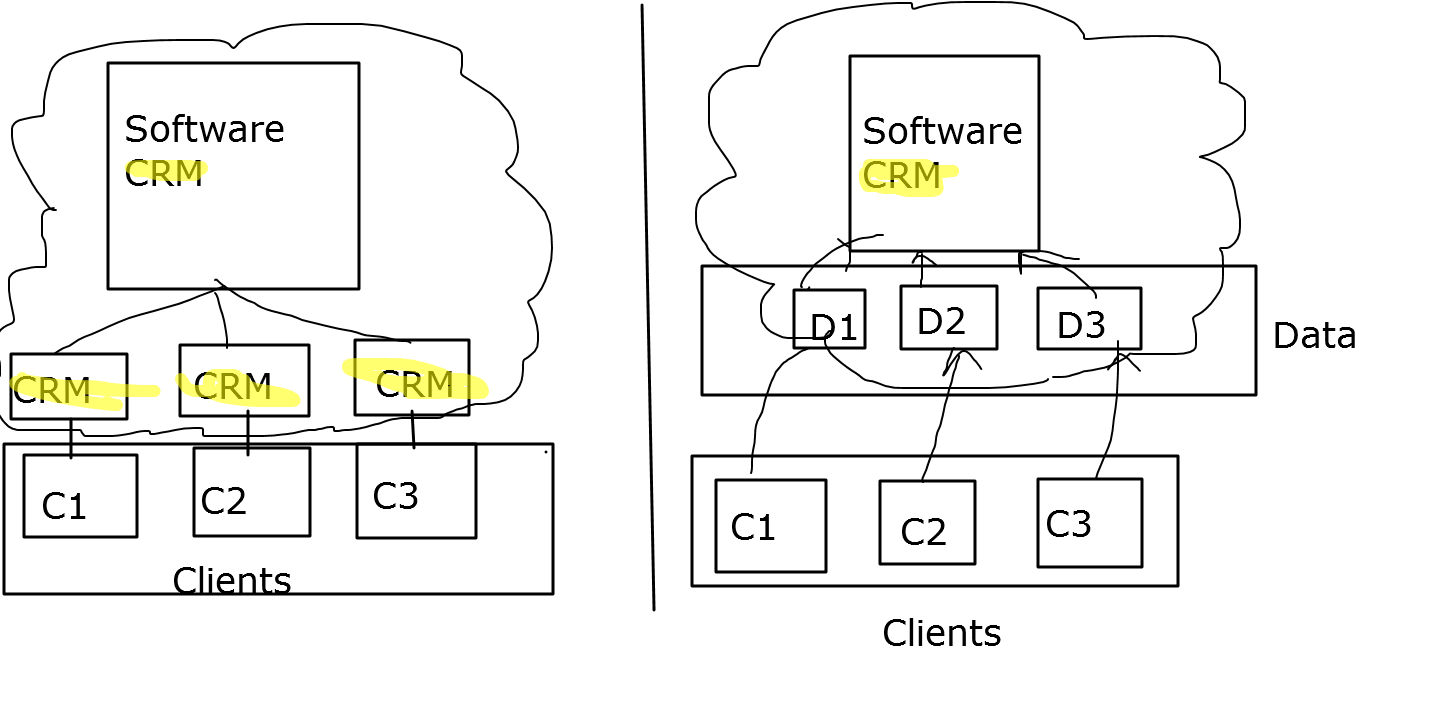 Software
CRM
CRM
CRM
CRM
C1
C2
C3
Clients
Software
CRM
D1
D2
D3
Data
C1
C2
C3
Clients